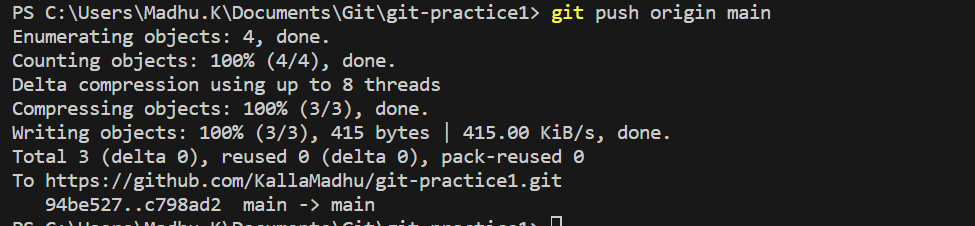 PS C:\Users\Madhu.K\Documents\Git\git-practice1> git push origin main
Enumerating objects: 4, done.
Counting objects: 100% (4/4), done.
Delta compression using up to 8 threads
Compressing objects: 100% (3/3), done.
Writing objects: 100% (3/3), 415 bytes | 415.00 KiB/s, done.
Total 3 (delta 0), reused 0 (delta 0), pack-reused 0
To https://github.com/KallaMadhu/git-practice1.git
   94be527..c798ad2  main -> main
PS C:\Users\Madhu.K\Documents\Git\git-practice1>